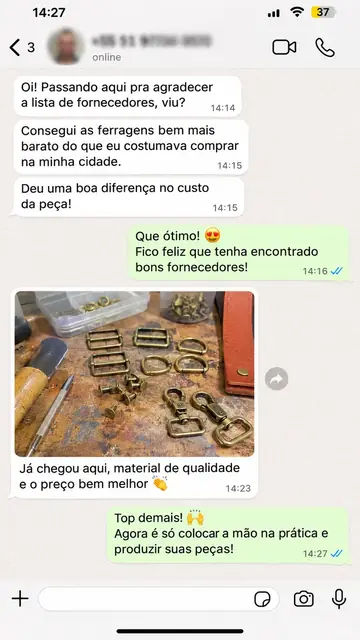 14:27
37
3
+55 51
online
Oi! Passando aqui pra agradecer
a lista de fornecedores, viu?
14:14
Consegui as ferragens bem mais
barato do que eu costumava comprar
na minha cidade.
14:15
Deu uma boa diferença no custo
da peça!
14:15
Que ótimo! 😍
Fico feliz que tenha encontrado
bons fornecedores!
14:16
Já chegou aqui, material de qualidade
e o preço bem melhor 👏
14:23
Top demais! 🙌
Agora é só colocar a mão na prática e
produzir suas peças!
14:27